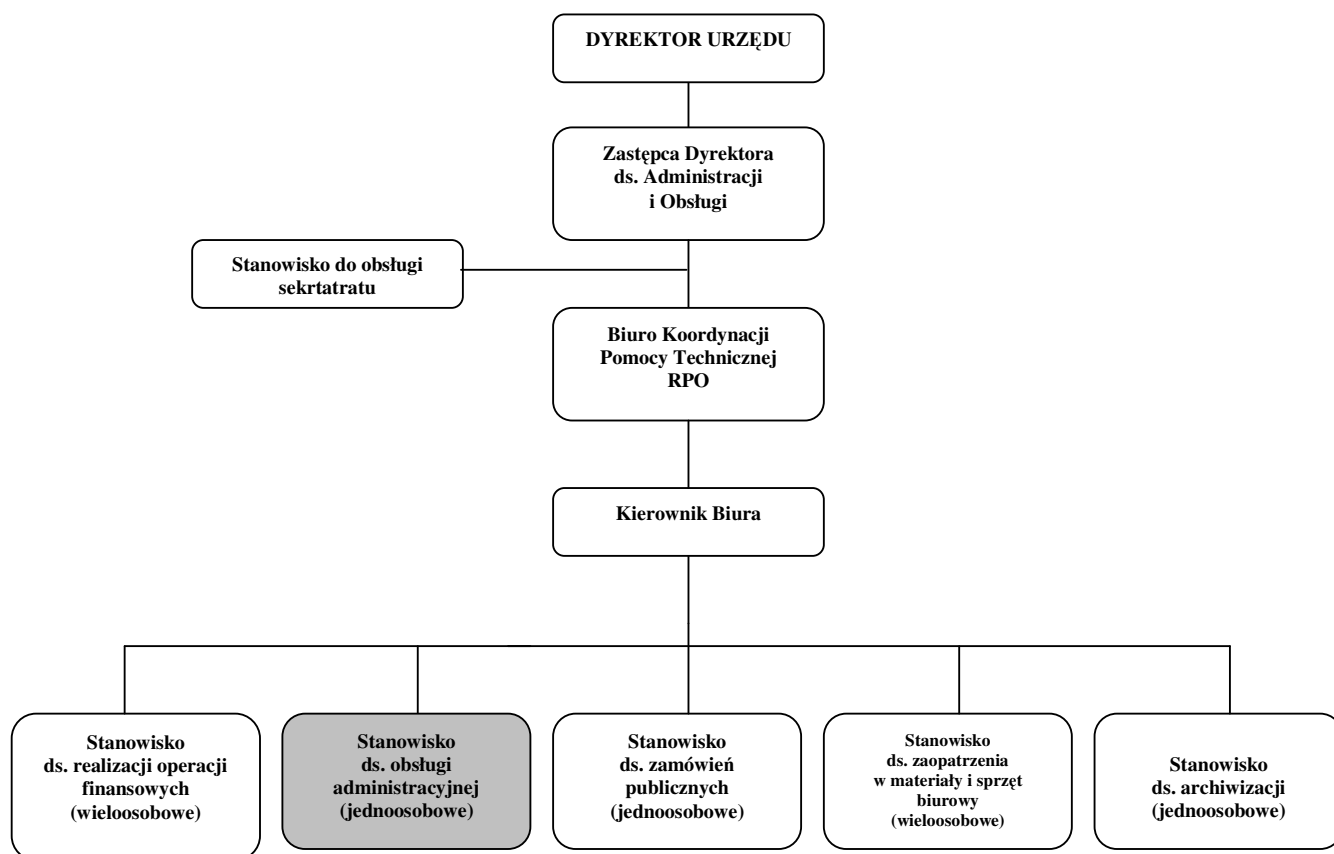 DYREKTOR URZĘDU
Zastępca Dyrektora
ds. Administracji
i Obsługi
Stanowisko do obsługi
sekrtatratu
Biuro Koordynacji
Pomocy Technicznej
RPO
Kierownik Biura
Stanowisko
ds. realizacji operacji
finansowych
(wieloosobowe)
Stanowisko
ds. obsługi
administracyjnej
(jednoosobowe)
Stanowisko
ds. zamówień
publicznych
(jednoosobowe)
Stanowisko
ds. zaopatrzenia
w materiały i sprzęt
biurowy
(wieloosobowe)
Stanowisko
ds. archiwizacji
(jednoosobowe)